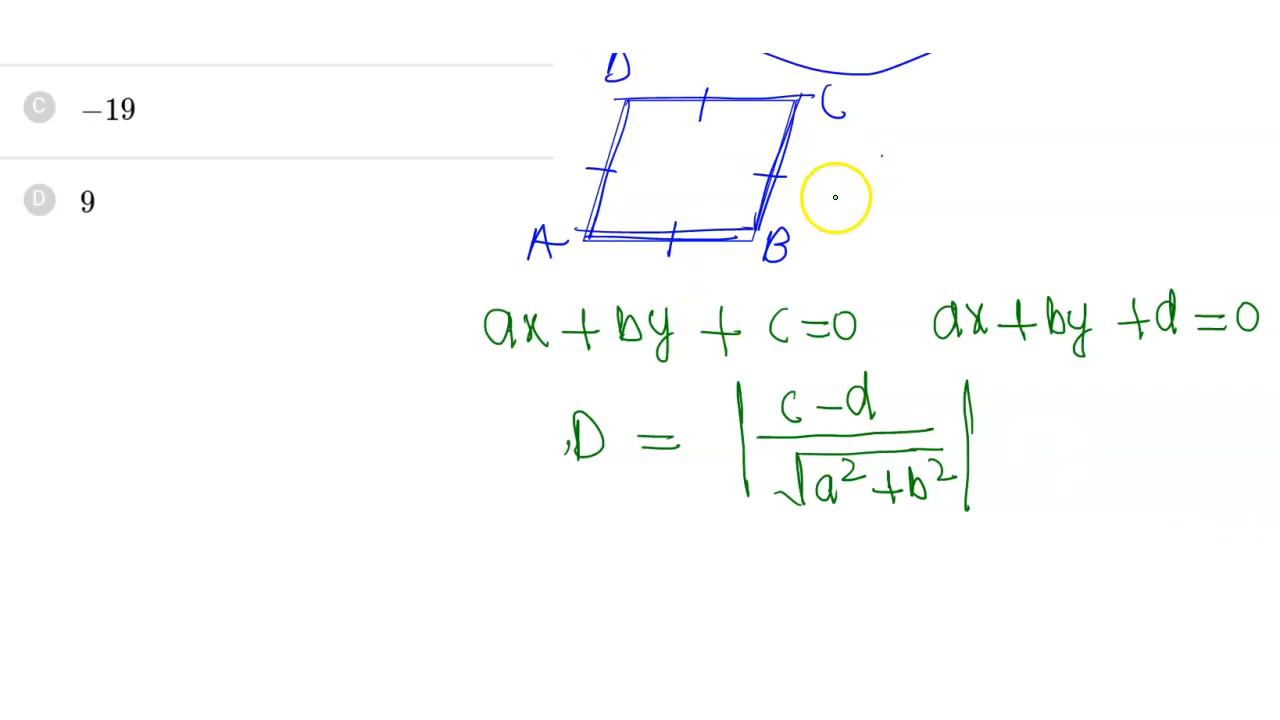 C −19
D 9
D
C
A
B
ax + by + c = 0 ax + by + d = 0
D = | c − d / √a² + b² |